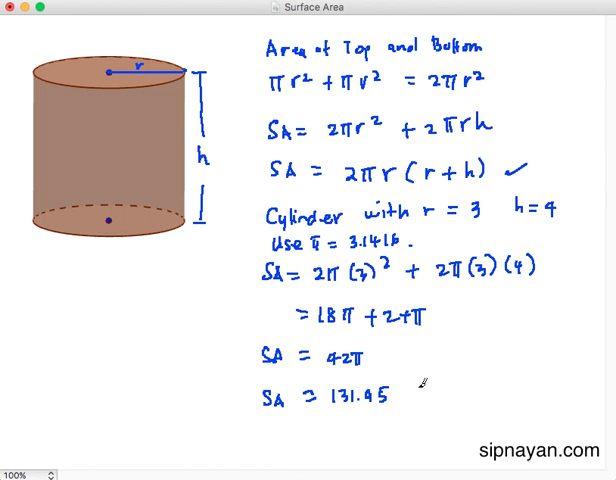 Surface Area
r
h
Area of Top and Bottom
πr² + πr² = 2πr²
SA = 2πr² + 2πrh
SA = 2πr (r + h) ✓
Cylinder with r = 3 h = 4
Use π = 3.1416.
SA = 2π(3)² + 2π(3)(4)
= 18π + 24π
SA = 42π
SA = 131.95
sipnayan.com
100%